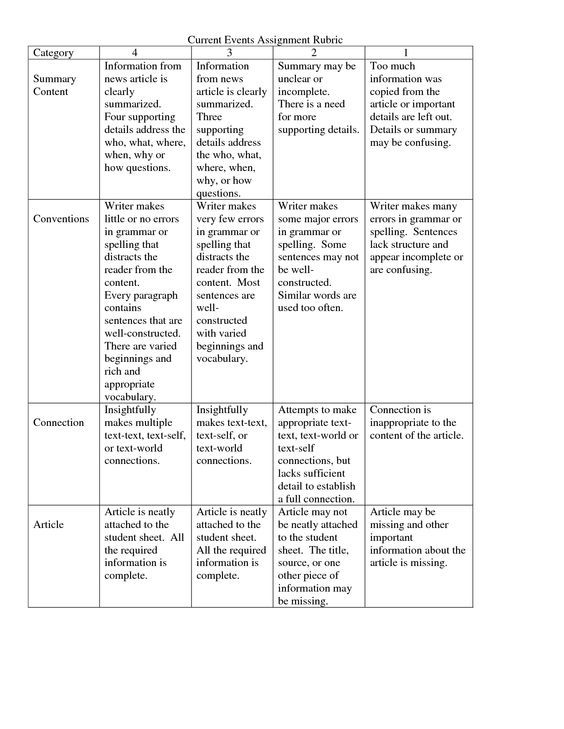 Current Events Assignment Rubric
Category 4 3 2 1
Summary
Content
Information from
news article is
clearly
summarized.
Four supporting
details address the
who, what, where,
when, why or
how questions.
Information
from news
article is clearly
summarized.
Three
supporting
details address
the who, what,
where, when,
why, or how
questions.
Summary may be
unclear or
incomplete.
There is a need
for more
supporting details.
Too much
information was
copied from the
article or important
details are left out.
Details or summary
may be confusing.
Conventions
Writer makes
little or no errors
in grammar or
spelling that
distracts the
reader from the
content.
Every paragraph
contains
sentences that are
well-constructed.
There are varied
beginnings and
rich and
appropriate
vocabulary.
Writer makes
very few errors
in grammar or
spelling that
distracts the
reader from the
content.  Most
sentences are
well-
constructed
with varied
beginnings and
vocabulary.
Writer makes
some major errors
in grammar or
spelling.  Some
sentences may not
be well-
constructed.
Similar words are
used too often.
Writer makes many
errors in grammar or
spelling.  Sentences
lack structure and
appear incomplete or
are confusing.
Connection
Insightfully
makes multiple
text-text, text-self,
or text-world
connections.
Insightfully
makes text-text,
text-self, or
text-world
connections.
Attempts to make
appropriate text-
text, text-world or
text-self
connections, but
lacks sufficient
detail to establish
a full connection.
Connection is
inappropriate to the
content of the article.
Article
Article is neatly
attached to the
student sheet.  All
the required
information is
complete.
Article is neatly
attached to the
student sheet.
All the required
information is
complete.
Article may not
be neatly attached
to the student
sheet.  The title,
source, or one
other piece of
information may
be missing.
Article may be
missing and other
important
information about the
article is missing.